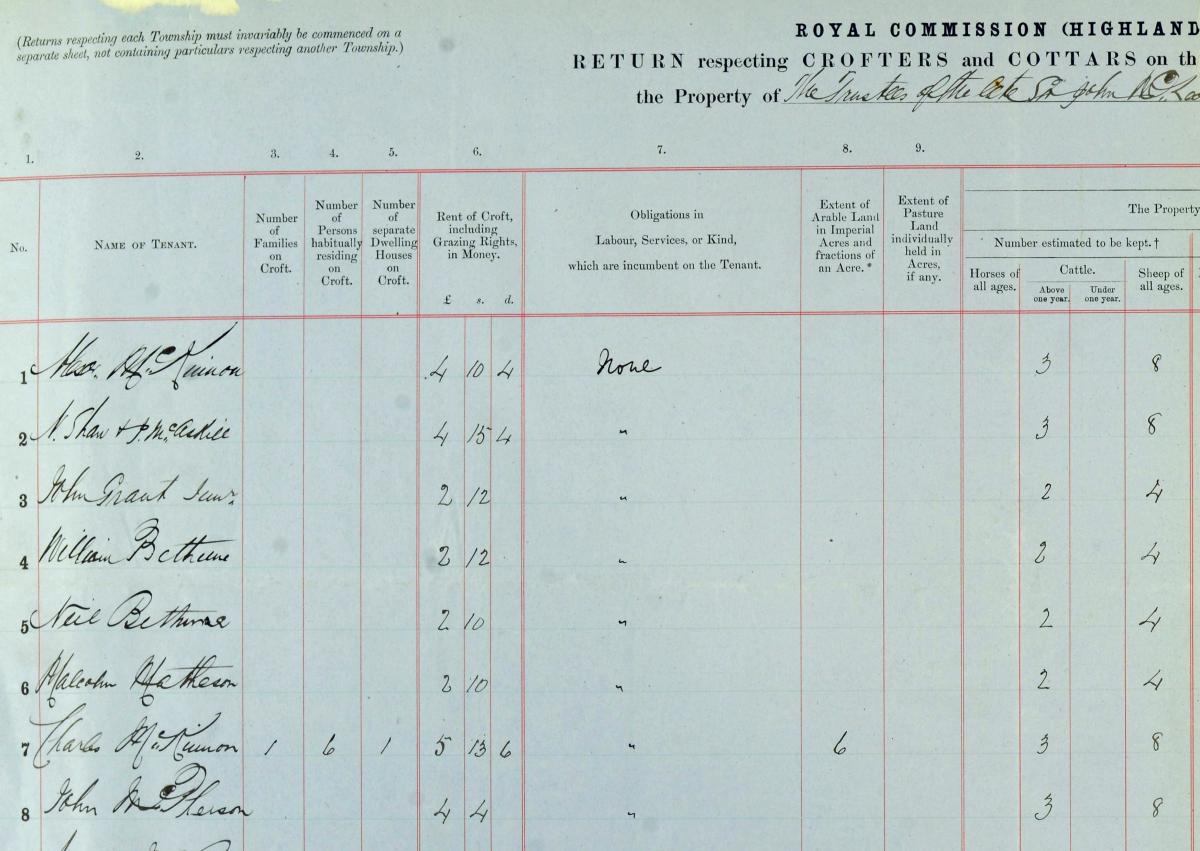 (Returns respecting each Township must invariably be commenced on a
separate sheet, not containing particulars respecting another Township.)
ROYAL COMMISSION (HIGHLAND
RETURN respecting CROFTERS and COTTARS on th
the Property of The Trustees of the late Sir John
1. 2. 3. 4. 5. 6. 7. 8. 9.
No.
NAME OF TENANT.
Number
of
Families
on
Croft.
Number
of
Persons
habitually
residing
on
Croft.
Number
of
separate
Dwelling
Houses
on
Croft.
Rent of Croft,
including
Grazing Rights,
in Money.
£ s. d.
Obligations in
Labour, Services, or Kind,
which are incumbent on the Tenant.
Extent of
Arable Land
in Imperial
Acres and
fractions of
an Acre.*
Extent of
Pasture
Land
individually
held in
Acres,
if any.
The Property
Number estimated to be kept.†
Horses of
all ages.
Cattle.
Above
one year.
Under
one year.
Sheep of
all ages.
1 Alexr. McKinnon 4 10 4 None 3 8
2 N. Shaw & P. McAskill 4 15 4 " 3 8
3 John Grant Junr. 2 12 " 2 4
4 William Bethune 2 12 " 2 4
5 Neil Bethune 2 10 " 2 4
6 Malcolm Matheson 2 10 " 2 4
7 Charles McKinnon 1 6 1 5 13 6 " 6 3 8
8 John McPherson 4 4 " 3 8